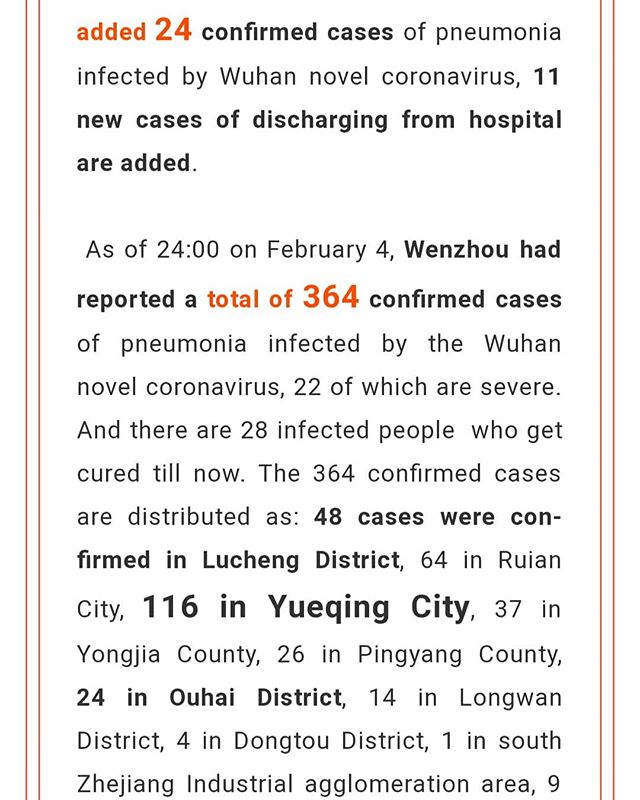 added 24 confirmed cases of pneumonia
infected by Wuhan novel coronavirus, 11
new cases of discharging from hospital
are added.
As of 24:00 on February 4, Wenzhou had
reported a total of 364 confirmed cases
of pneumonia infected by the Wuhan
novel coronavirus, 22 of which are severe.
And there are 28 infected people who get
cured till now. The 364 confirmed cases
are distributed as: 48 cases were con-
firmed in Lucheng District, 64 in Ruian
City, 116 in Yueqing City, 37 in
Yongjia County, 26 in Pingyang County,
24 in Ouhai District, 14 in Longwan
District, 4 in Dongtou District, 1 in south
Zhejiang Industrial agglomeration area, 9